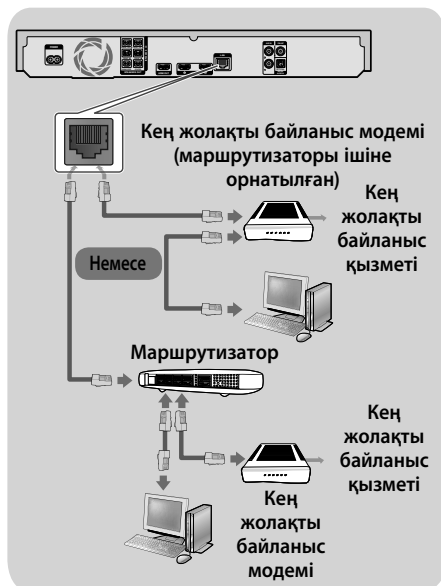 Кең жолақты байланыс модемі
(маршрутизаторы ішіне
орнатылған)
Кең
жолақты
байланыс
қызметі
Немесе
Маршрутизатор
Кең
жолақты
байланыс
қызметі
Кең
жолақты
байланыс
модемі